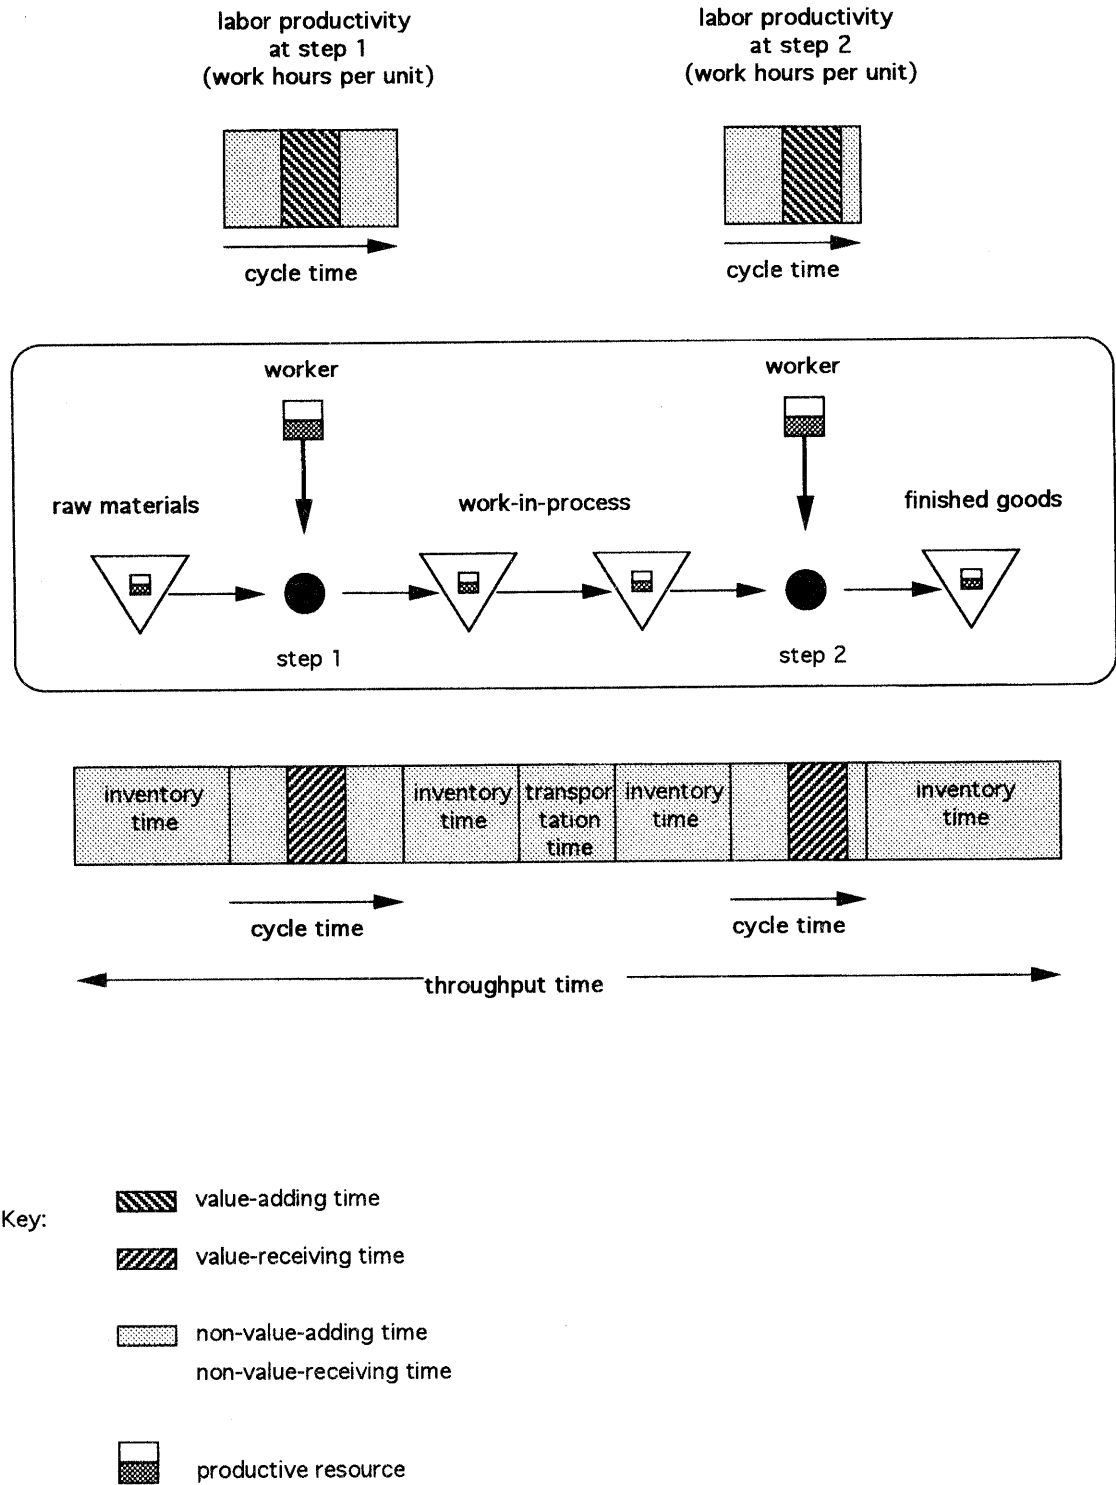 labor productivity
at step 1
(work hours per unit)
labor productivity
at step 2
(work hours per unit)
cycle time
cycle time
worker
worker
raw materials
work-in-process
finished goods
step 1
step 2
inventory
time
inventory
time
transpor
tation
time
inventory
time
inventory
time
cycle time
cycle time
throughput time
Key:
value-adding time
value-receiving time
non-value-adding time
non-value-receiving time
productive resource